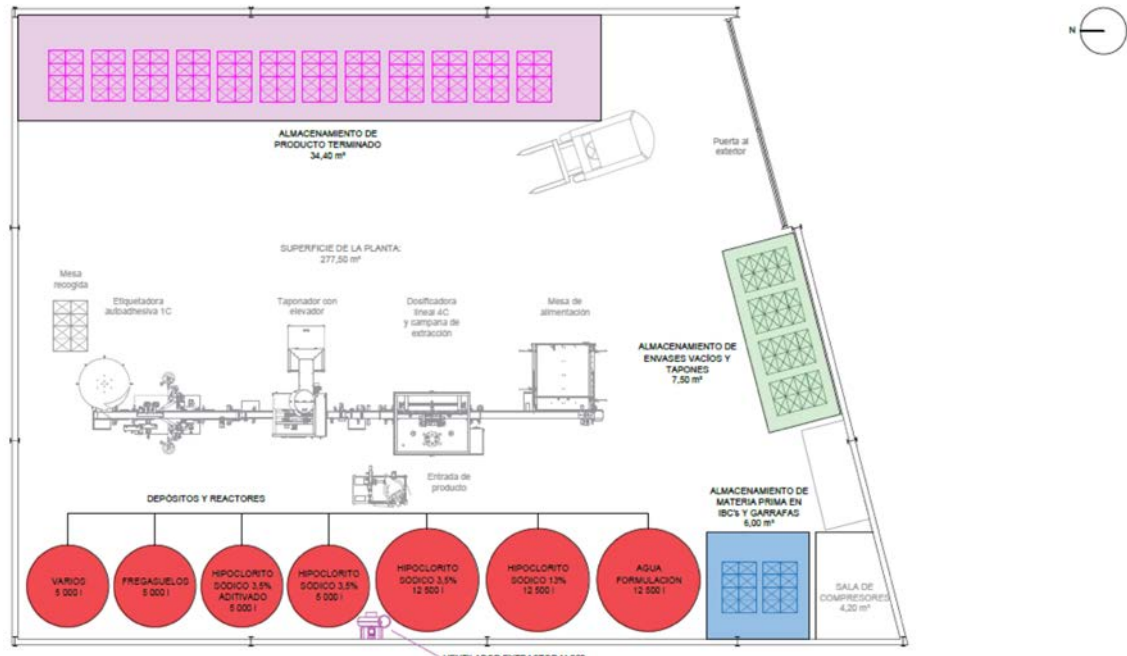 N
ALMACENAMIENTO DE
PRODUCTO TERMINADO
34,40 m²
Puerta al
exterior
SUPERFICIE DE LA PLANTA:
277,50 m²
Mesa
recogida
Etiquetadora
autoadhesiva 1C
Taponador con
elevador
Dosificadora
lineal 4C
y campana de
extracción
Mesa de
alimentación
ALMACENAMIENTO DE
ENVASES VACÍOS Y
TAPONES
7,50 m²
Entrada de
producto
DEPÓSITOS Y REACTORES
ALMACENAMIENTO DE
MATERIA PRIMA EN
IBC's Y GARRAFAS
6,00 m²
VARIOS
5 000 l
FREGASUELOS
5 000 l
HIPOCLORITO
SÓDICO 3,5%
ADITIVADO
5 000 l
HIPOCLORITO
SÓDICO 3,5%
5 000 l
HIPOCLORITO
SÓDICO 3,5%
12 500 l
HIPOCLORITO
SÓDICO 13%
12 500 l
AGUA
FORMULACIÓN
12 500 l
SALA DE
COMPRESORES
4,20 m²